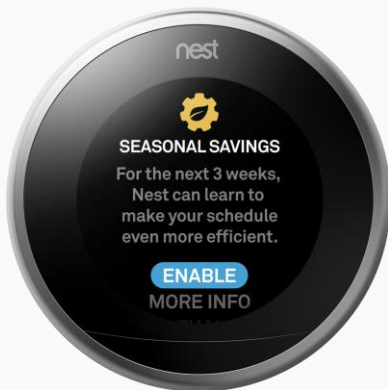 nest
SEASONAL SAVINGS
For the next 3 weeks,
Nest can learn to
make your schedule
even more efficient.
ENABLE
MORE INFO